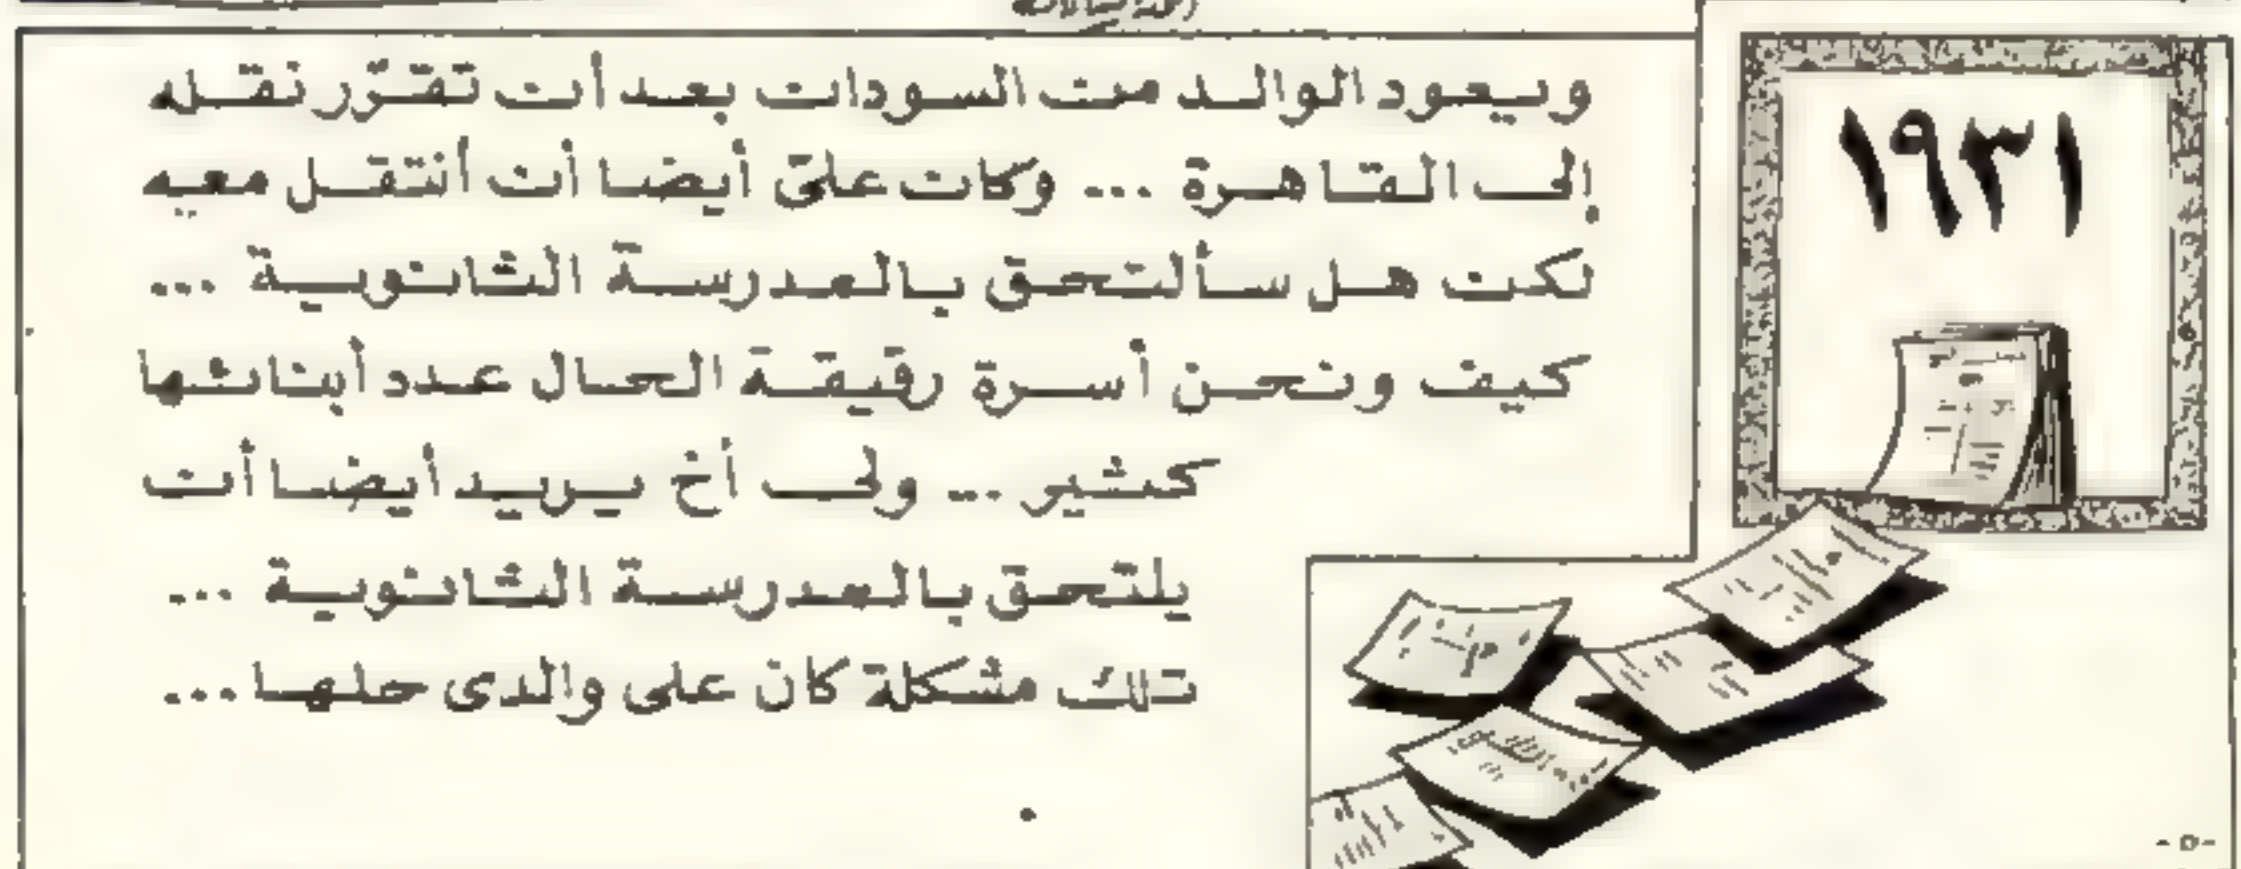 ١٩٣١
ويعود الوالد من السودان بعد أن تقرّر نقله
إلى القاهرة ... وكان علىّ أيضا أن أنتقل معه
لكن هل سألتحق بالمدرسة الثانوية ...
كيف ونحن أسرة رقيقة الحال عدد أبنائها
كثير ... ولى أخ يريد أيضا أن
يلتحق بالمدرسة الثانوية ...
تلك مشكلة كان على والدى حلها ...
-٥-